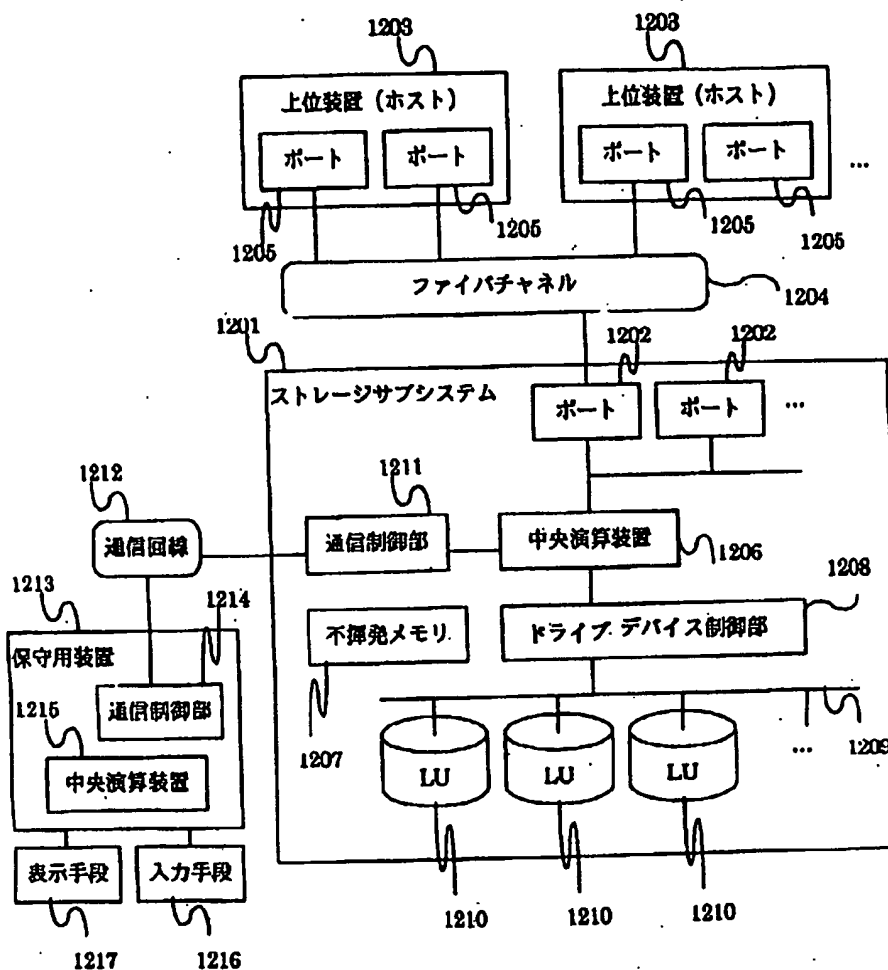 1203
1203
上位装置（ホスト）
上位装置（ホスト）
ポート
ポート
ポート
ポート
…
1205
1205
1205
1205
ファイバチャネル
1204
1201
1202
1202
ストレージサブシステム
ポート
ポート
…
1212
1211
通信回線
通信制御部
中央演算装置
1206
1213
1214
1208
保守用装置
不揮発メモリ
ドライブ デバイス制御部
通信制御部
1215
1207
…
1209
中央演算装置
LU
LU
LU
表示手段
入力手段
1210
1210
1210
1217
1216